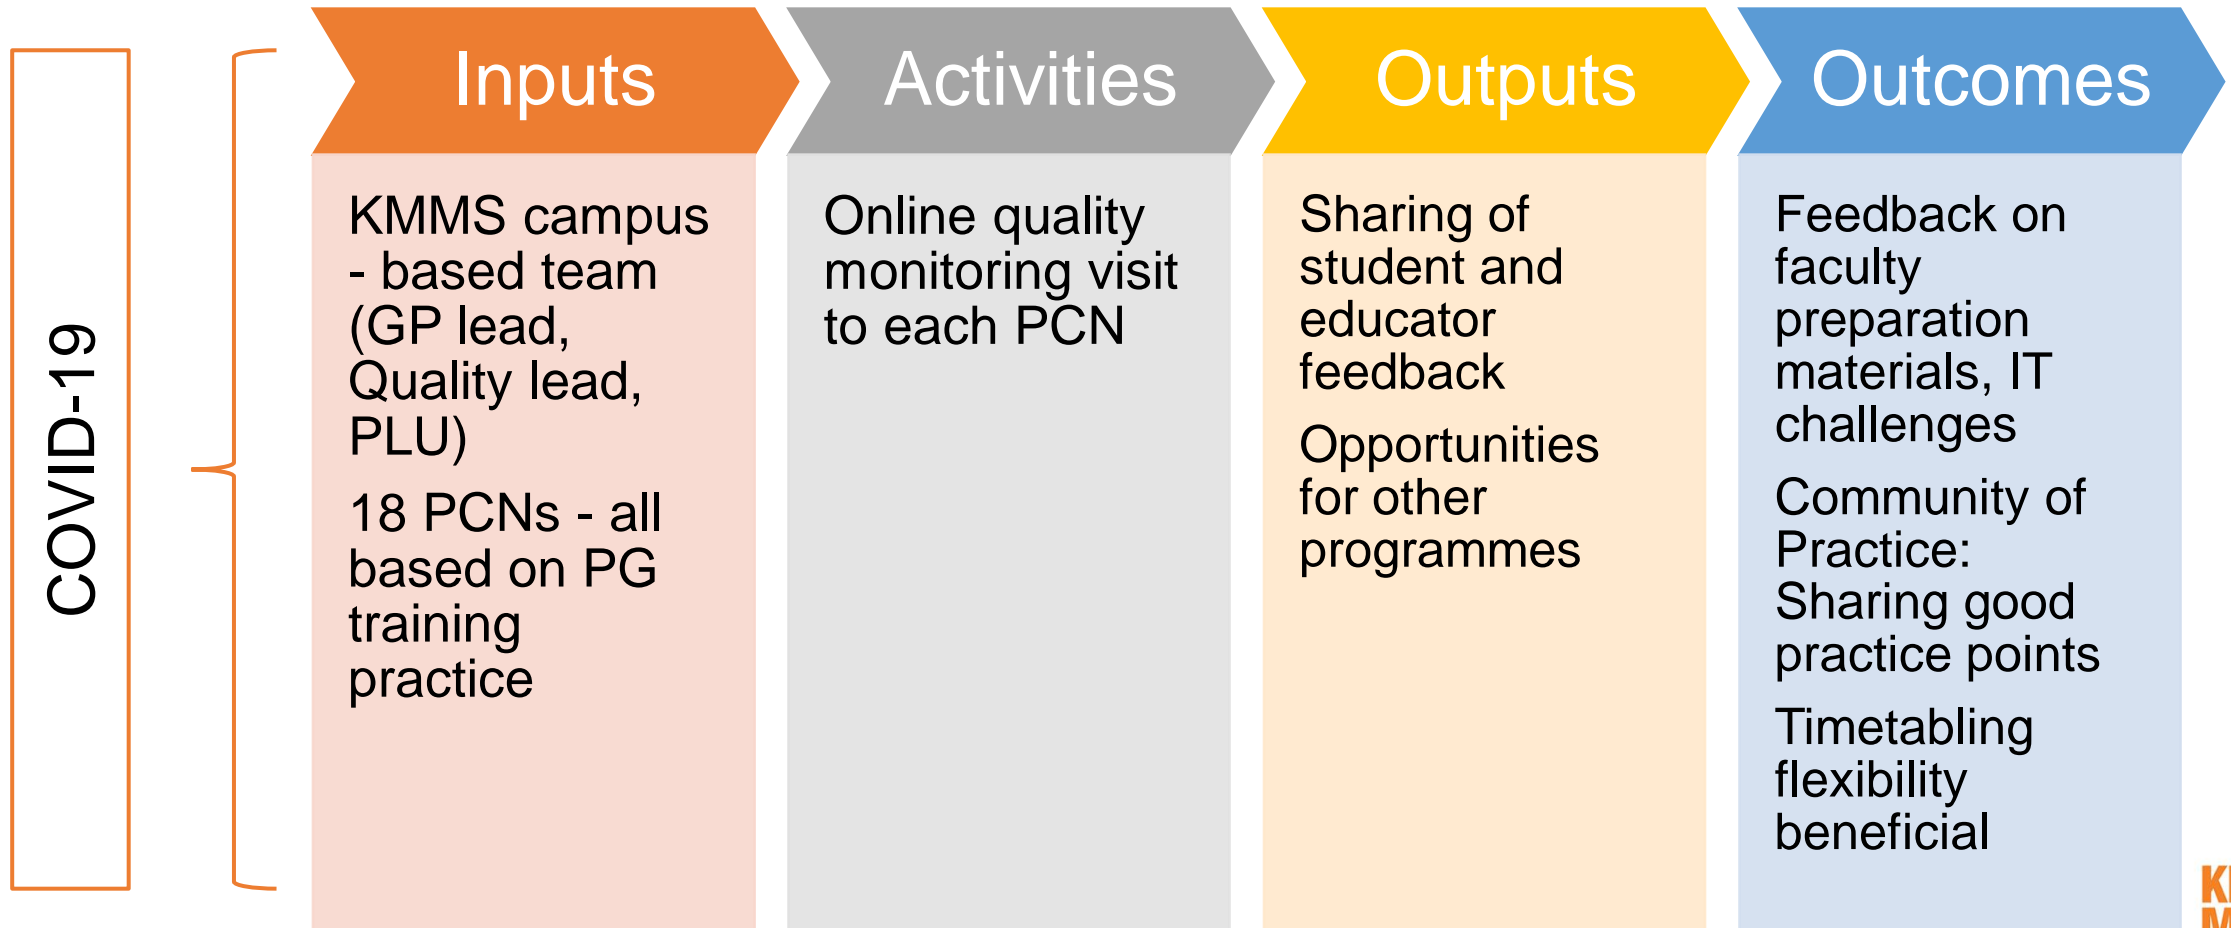 COVID-19
Inputs
KMMS campus
- based team
(GP lead,
Quality lead,
PLU)
18 PCNs - all
based on PG
training
practice
Activities
Online quality
monitoring visit
to each PCN
Outputs
Sharing of
student and
educator
feedback
Opportunities
for other
programmes
Outcomes
Feedback on
faculty
preparation
materials, IT
challenges
Community of
Practice:
Sharing good
practice points
Timetabling
flexibility
beneficial